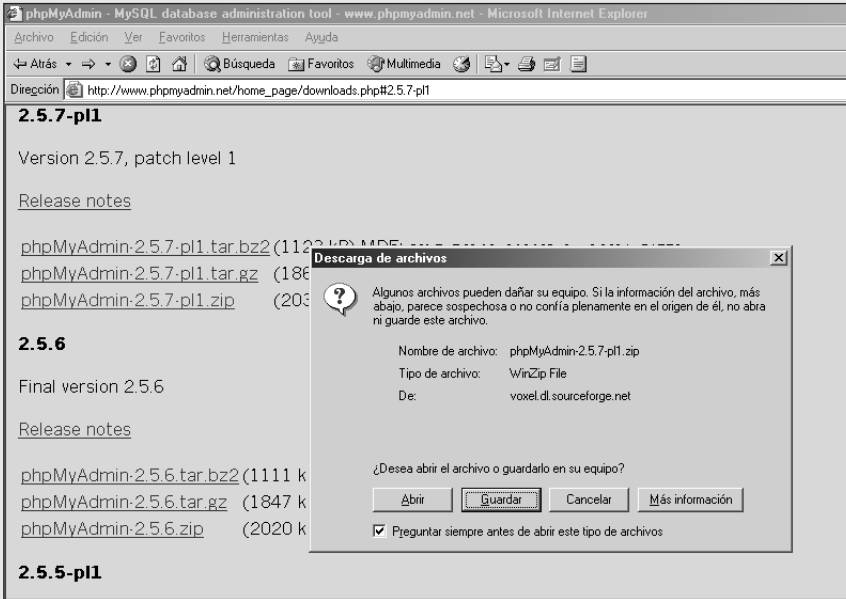 phpMyAdmin - MySQL database administration tool - www.phpmyadmin.net - Microsoft Internet Explorer
Archivo Edición Ver Favoritos Herramientas Ayuda
Atrás Búsqueda Favoritos Multimedia
Dirección http://www.phpmyadmin.net/home_page/downloads.php#2.5.7-pl1
2.5.7-pl1
Version 2.5.7, patch level 1
Release notes
phpMyAdmin-2.5.7-pl1.tar.bz2 (1123 kB) MD5:
phpMyAdmin-2.5.7-pl1.tar.gz (186
phpMyAdmin-2.5.7-pl1.zip (203
2.5.6
Final version 2.5.6
Release notes
phpMyAdmin-2.5.6.tar.bz2 (1111 k
phpMyAdmin-2.5.6.tar.gz (1847 k
phpMyAdmin-2.5.6.zip (2020 k
2.5.5-pl1
Descarga de archivos
Algunos archivos pueden dañar su equipo. Si la información del archivo, más
abajo, parece sospechosa o no confía plenamente en el origen de él, no abra
ni guarde este archivo.
Nombre de archivo: phpMyAdmin-2.5.7-pl1.zip
Tipo de archivo: WinZip File
De: voxel.dl.sourceforge.net
¿Desea abrir el archivo o guardarlo en su equipo?
Abrir Guardar Cancelar Más información
Preguntar siempre antes de abrir este tipo de archivos